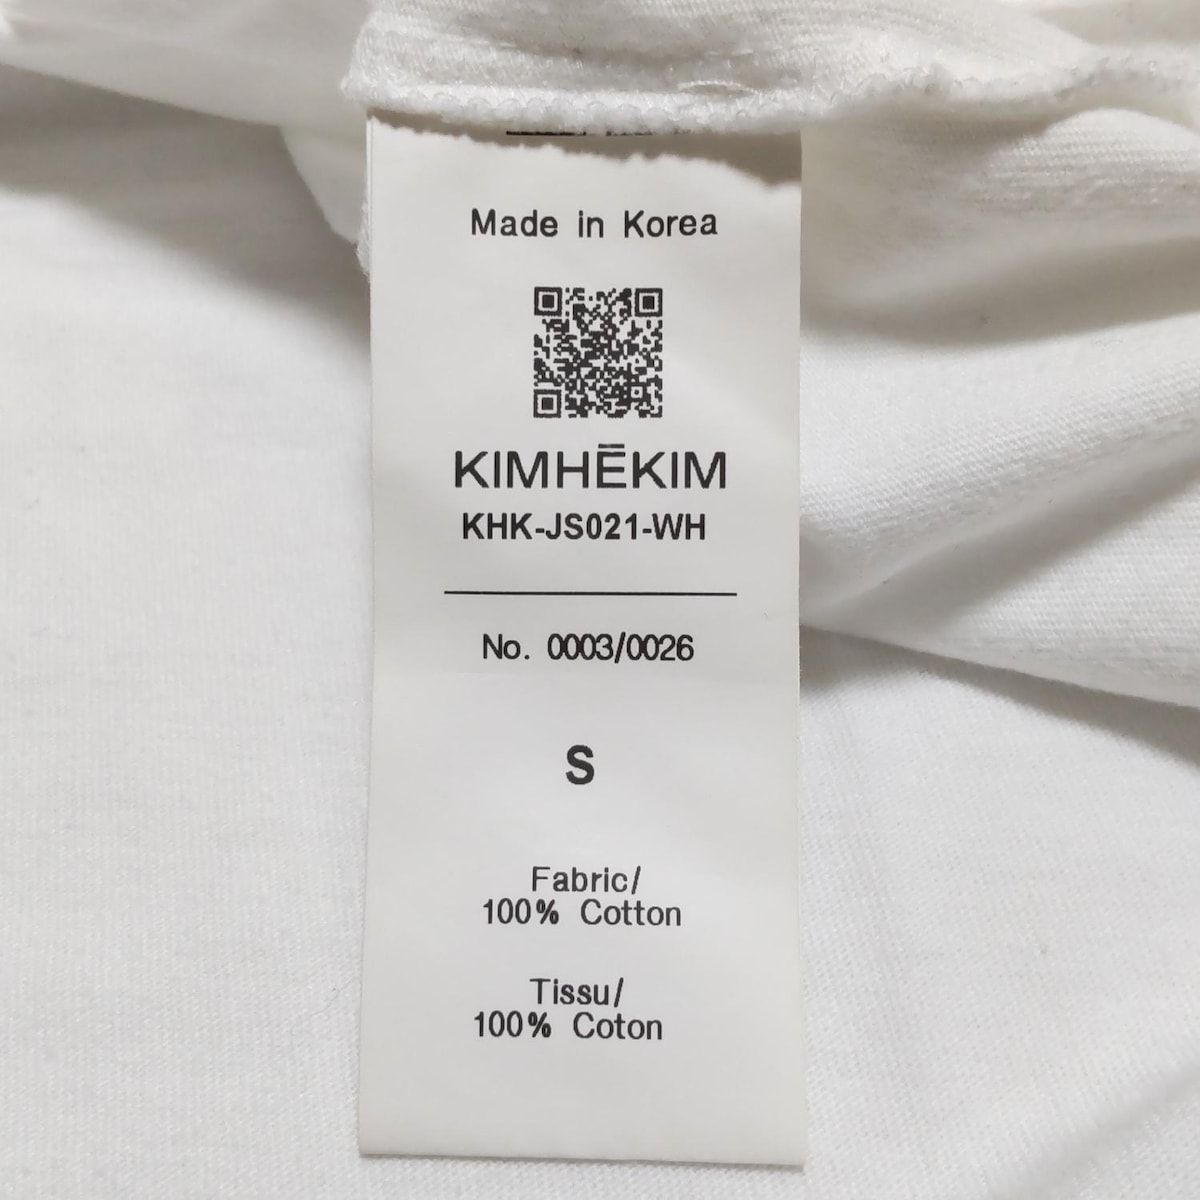 Made in Korea
KIMHĒKIM
KHK-JS021-WH
No. 0003/0026
S
Fabric/
100% Cotton
Tissu/
100% Coton